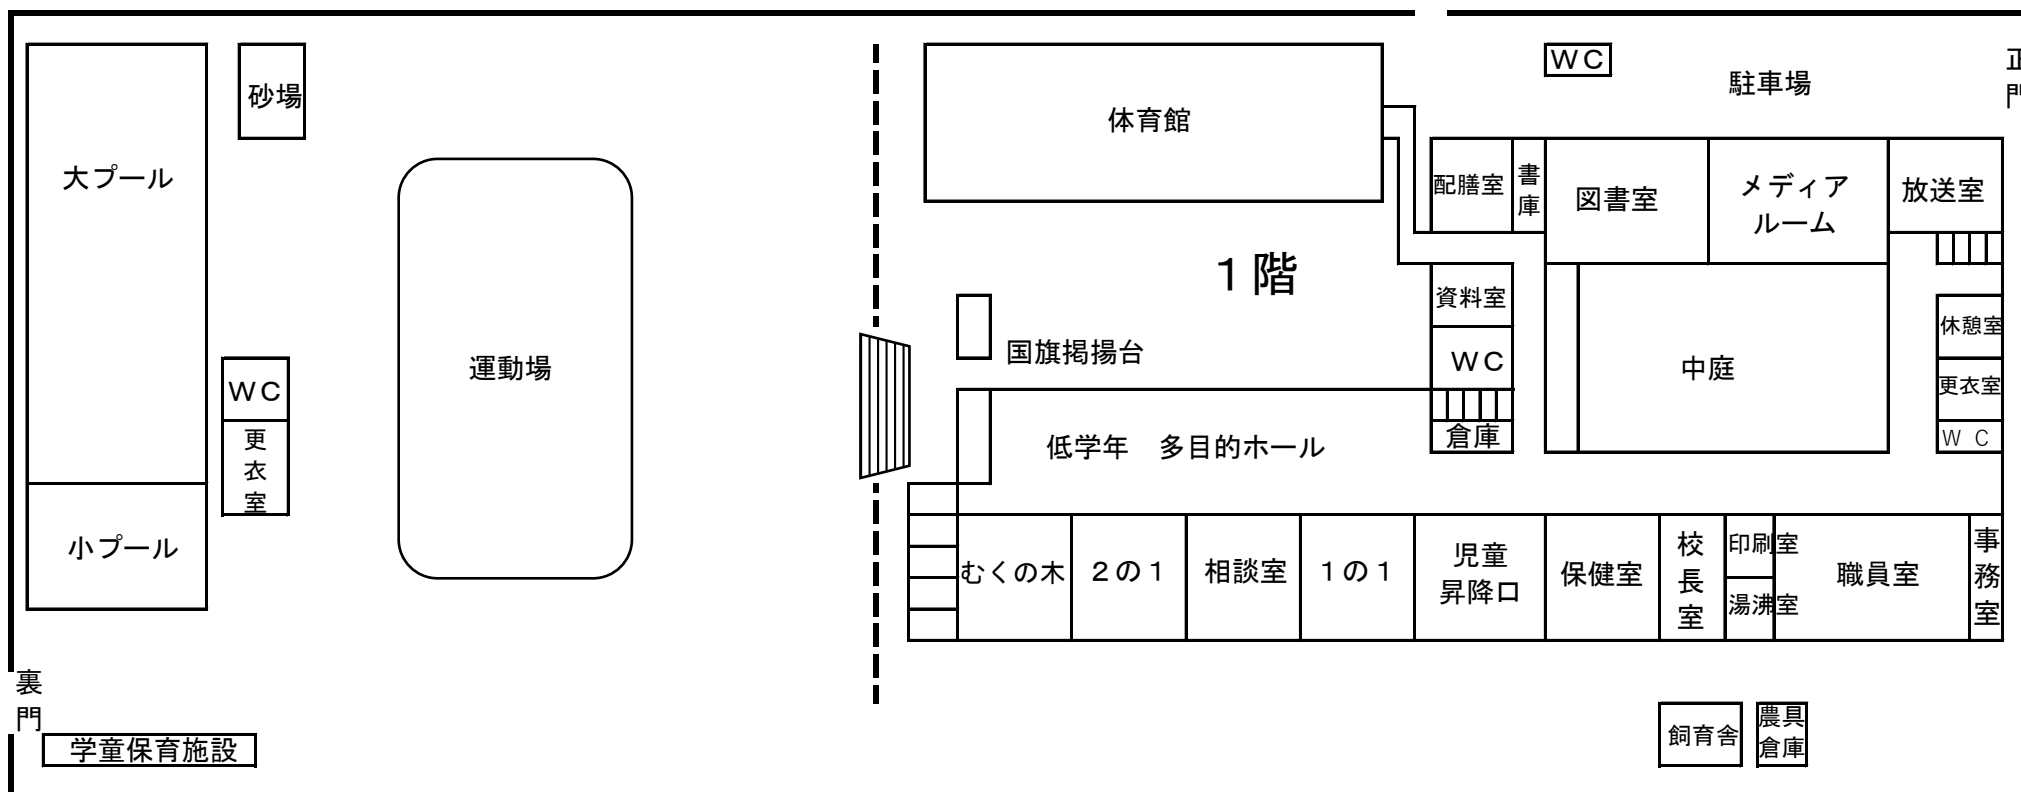 砂場
大プール
小プール
WC
更
衣
室
運動場
裏
門
学童保育施設
体育館
1階
国旗掲揚台
低学年　多目的ホール
WC
駐車場
正
門
配膳室
書
庫
図書室
メディア
ルーム
放送室
資料室
WC
倉庫
中庭
休憩室
更衣室
WC
むくの木
2の1
相談室
1の1
児童
昇降口
保健室
校
長
室
印刷室
湯沸室
職員室
事
務
室
飼育舎
農具
倉庫